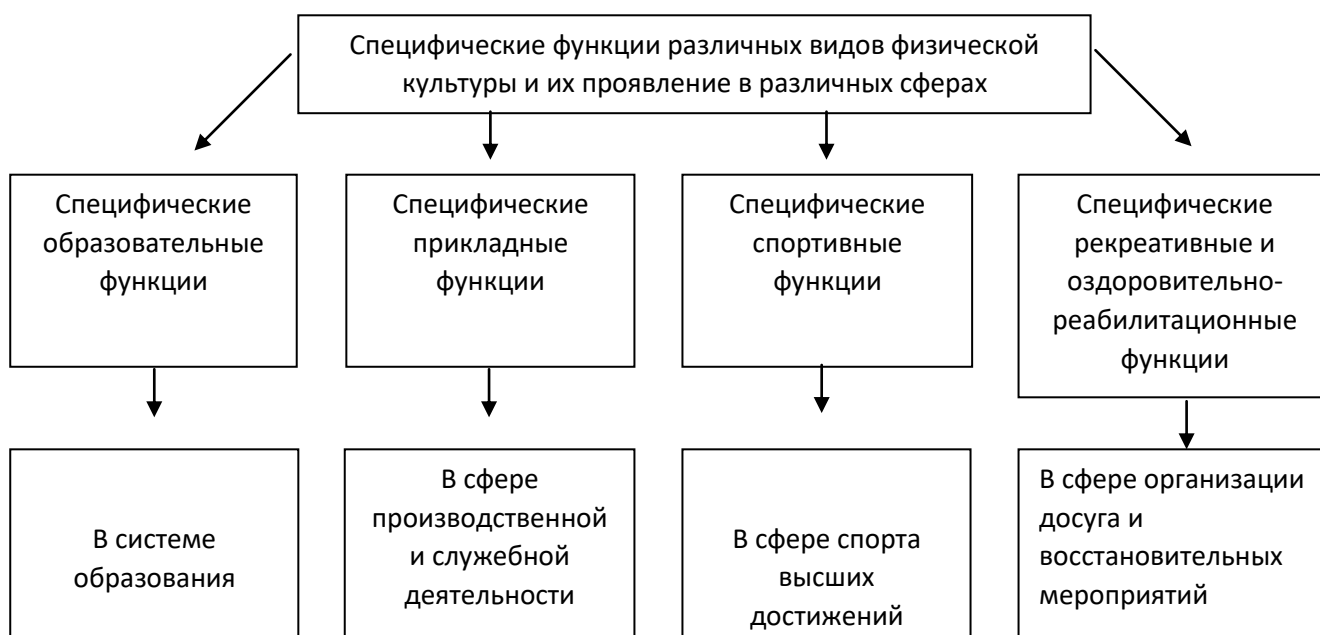 Специфические функции различных видов физической
культуры и их проявление в различных сферах
Специфические
образовательные
функции
Специфические
прикладные
функции
Специфические
спортивные
функции
Специфические
рекреативные и
оздоровительно-
реабилитационные
функции
В системе
образования
В сфере
производственной
и служебной
деятельности
В сфере спорта
высших
достижений
В сфере организации
досуга и
восстановительных
мероприятий